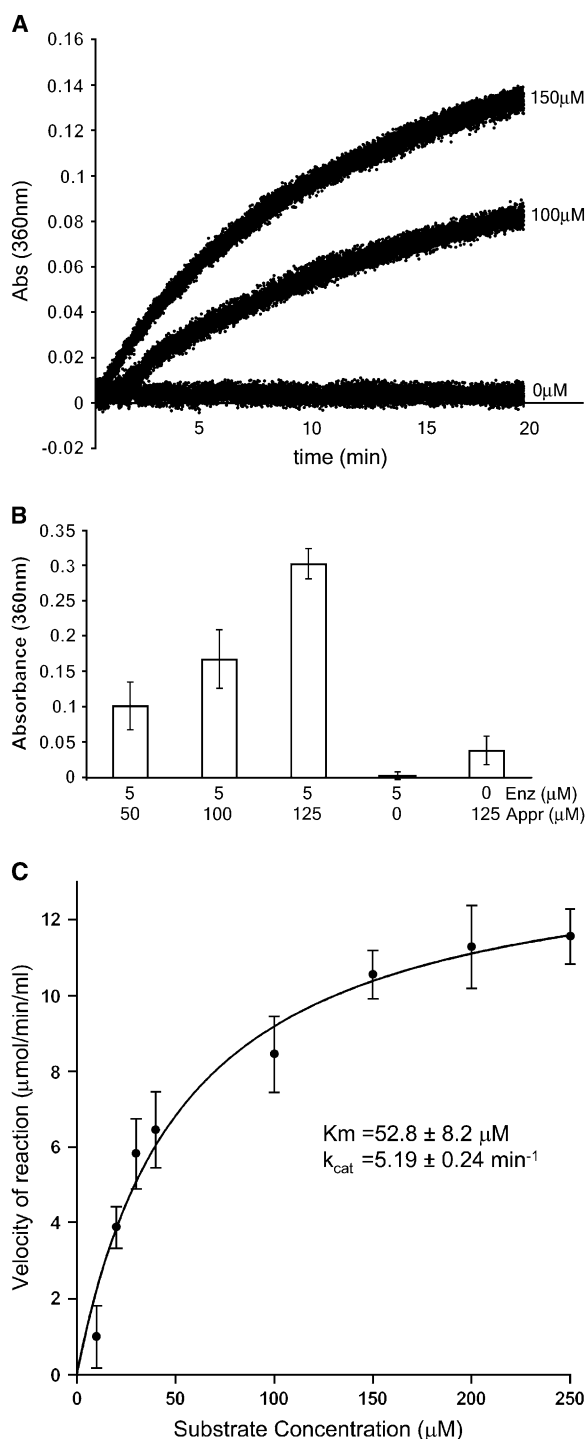 A
0.16
0.14
0.12
0.1
0.08
0.06
0.04
0.02
0
-0.02
Abs (360nm)
150µM
100µM
0µM
5 10 15 20
time (min)
B
0.35
0.3
0.25
0.2
0.15
0.1
0.05
0
Absorbance (360nm)
5 5 5 5 0 Enz (µM)
50 100 125 0 125 Appr (µM)
C
12
10
8
6
4
2
0
Velocity of reaction (µmol/min/ml)
Km =52.8 ± 8.2 µM
kcat =5.19 ± 0.24 min-1
0 50 100 150 200 250
Substrate Concentration (µM)